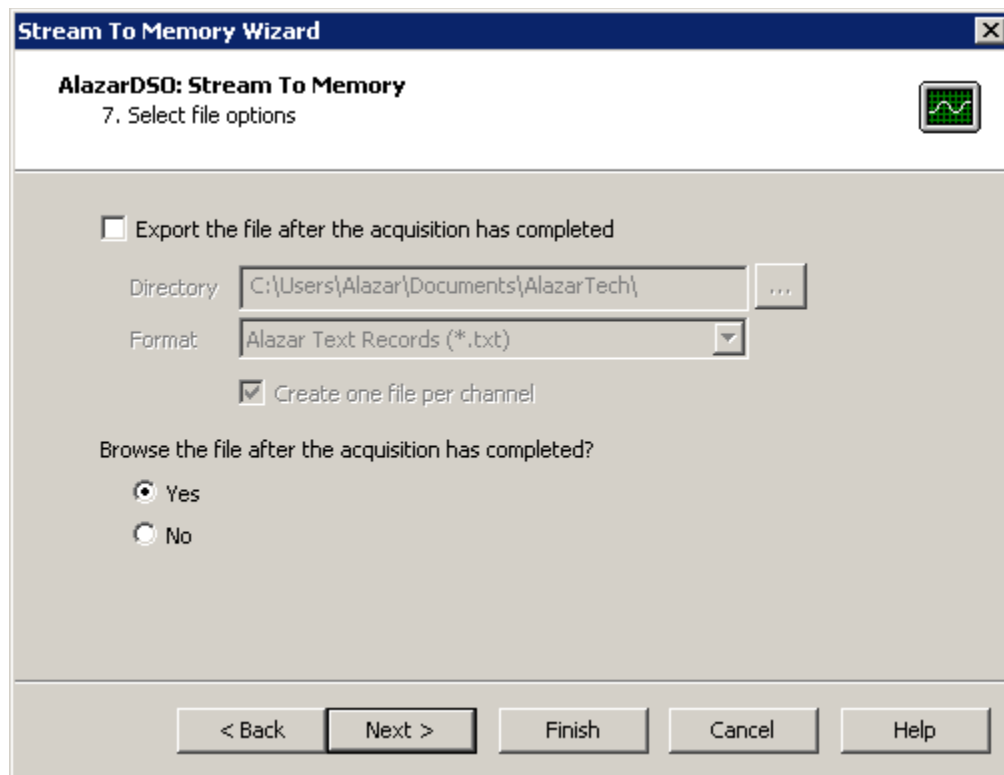 Stream To Memory Wizard
AlazarDSO: Stream To Memory
7. Select file options
Export the file after the acquisition has completed
Directory C:\Users\Alazar\Documents\AlazarTech\ ...
Format Alazar Text Records (*.txt)
Create one file per channel
Browse the file after the acquisition has completed?
Yes
No
< Back Next > Finish Cancel Help